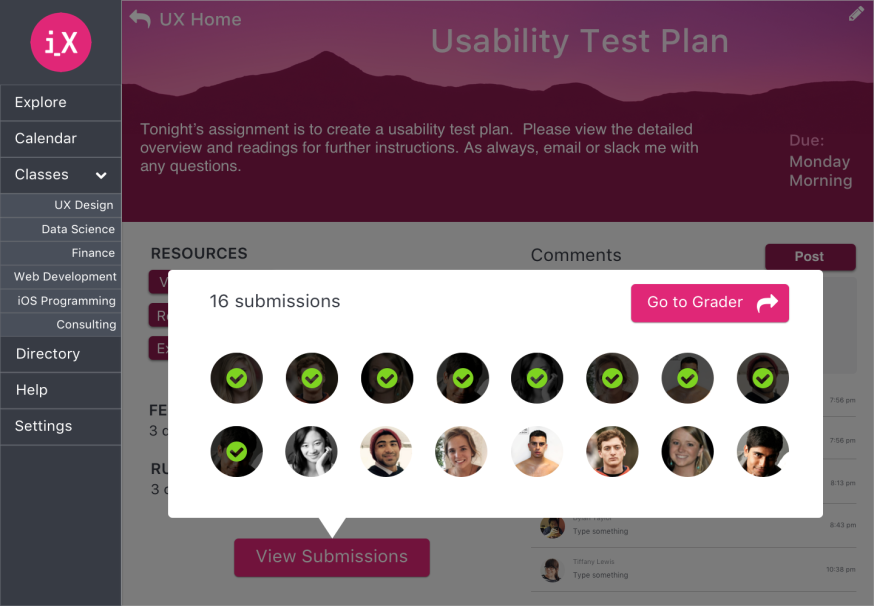 i_X
Explore
Calendar
Classes
UX Design
Data Science
Finance
Web Development
iOS Programming
Consulting
Directory
Help
Settings
UX Home
Usability Test Plan
Tonight's assignment is to create a usability test plan.  Please view the detailed
overview and readings for further instructions. As always, email or slack me with
any questions.
Due:
Monday
Morning
RESOURCES
Comments
Post
16 submissions
Go to Grader
View Submissions
7:56 pm
7:56 pm
8:13 pm
8:43 pm
Type something
Tiffany Lewis
Type something
10:38 pm